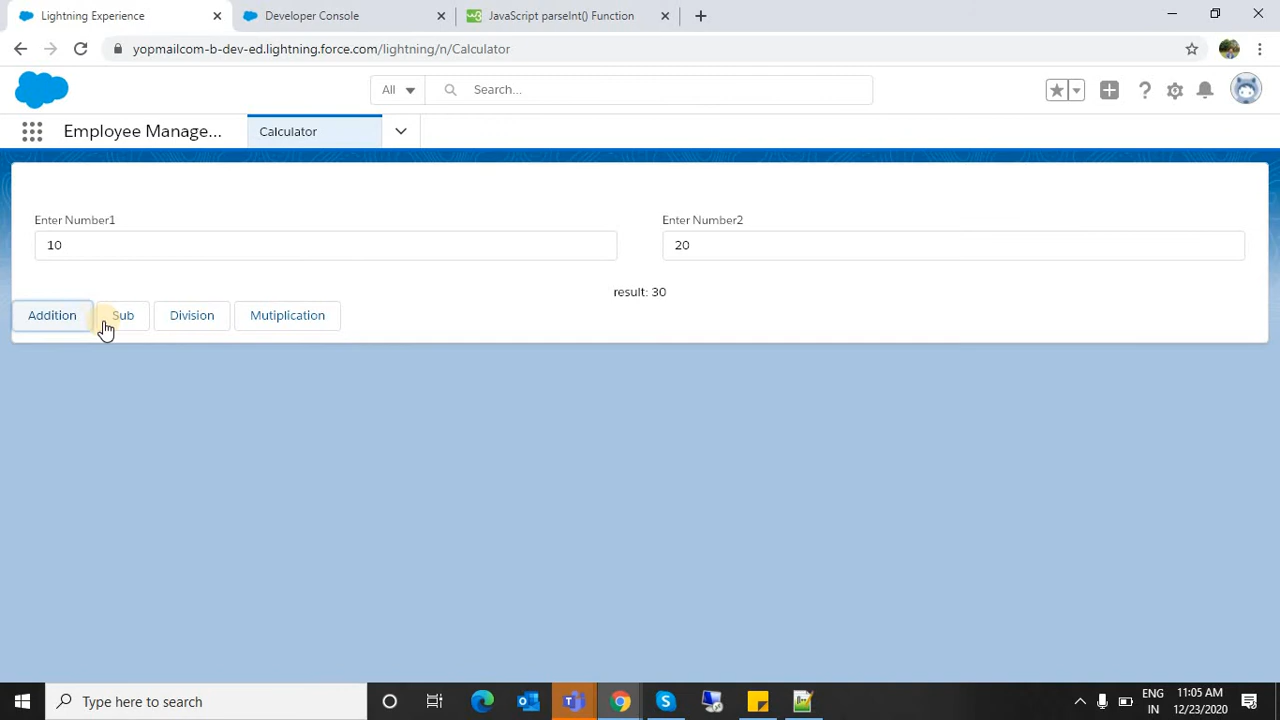 Lightning Experience
Developer Console
JavaScript parseInt() Function
yopmailcom-b-dev-ed.lightning.force.com/lightning/n/Calculator
All
Search...
Employee Manage...
Calculator
Enter Number1
Enter Number2
10
20
result: 30
Addition
Sub
Division
Mutiplication
Type here to search
ENG
IN
11:05 AM
12/23/2020